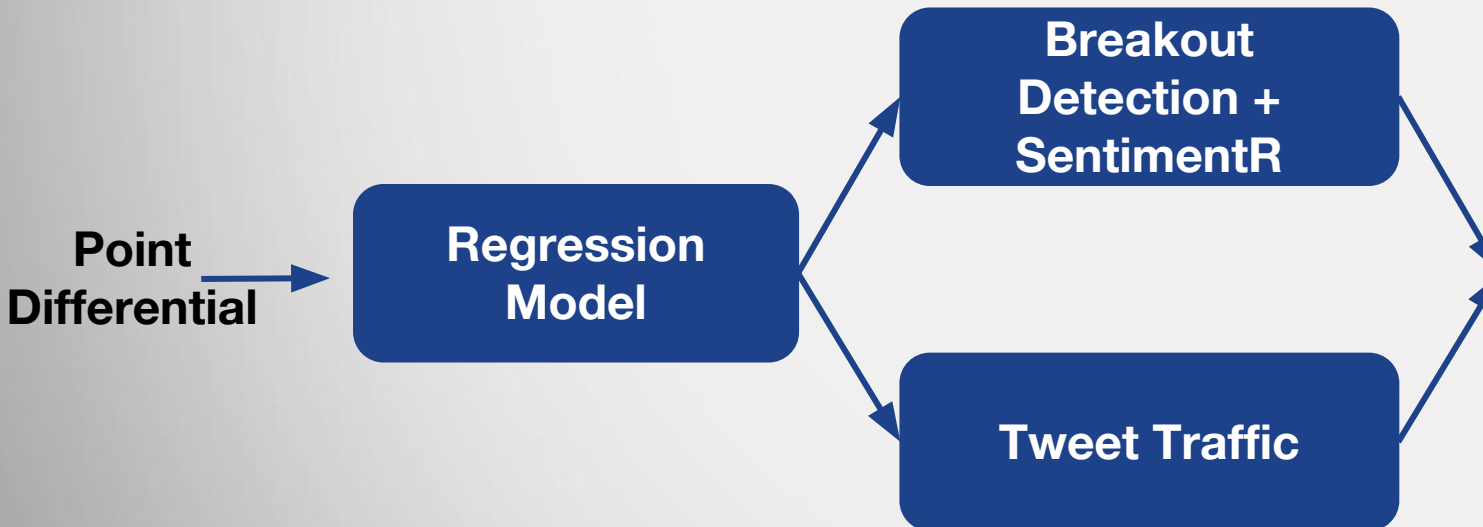 Point
Differential
Regression
Model
Breakout
Detection +
SentimentR
Tweet Traffic